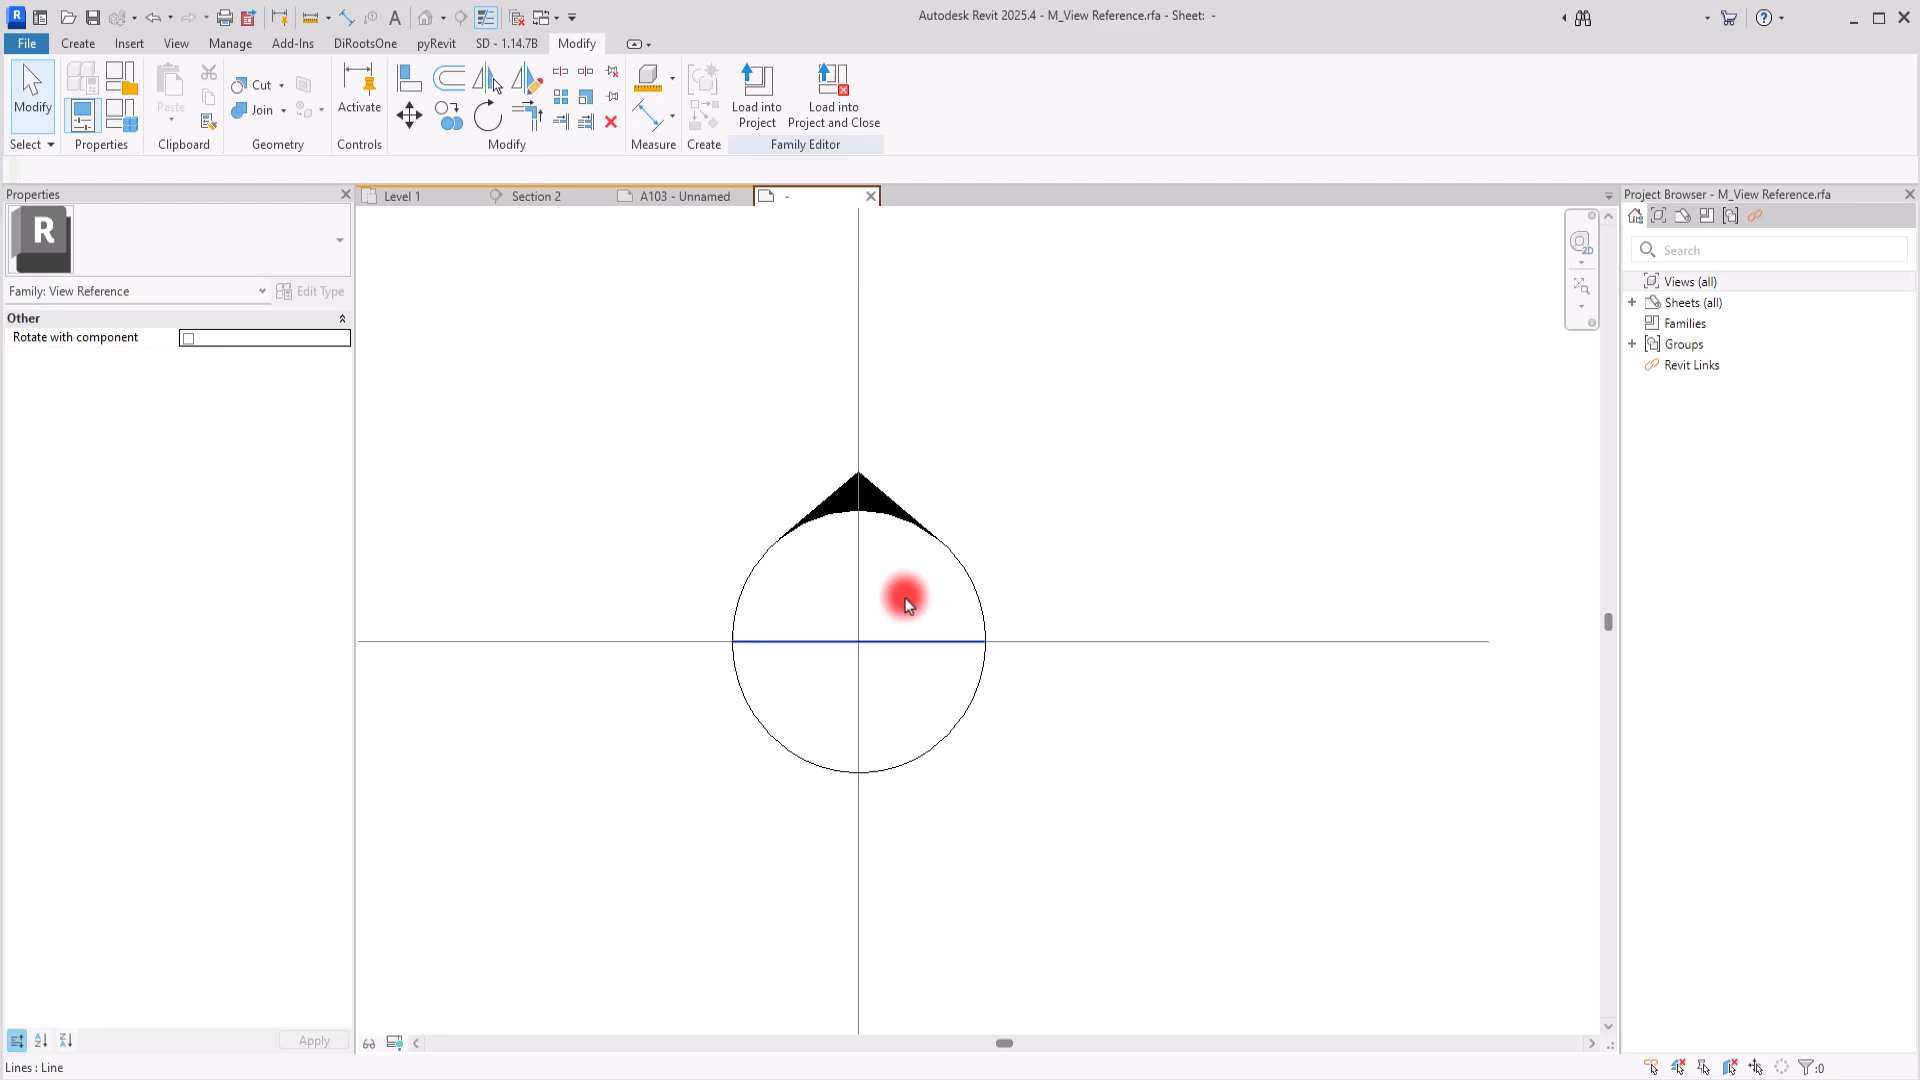 Autodesk Revit 2025.4 - M_View Reference.rfa - Sheet: -
File
Create
Insert
View
Manage
Add-Ins
DiRootsOne
pyRevit
SD - 1.14.7B
Modify
Modify
Paste
Cut
Join
Activate
Load into
Project
Load into
Project and Close
Select
Properties
Clipboard
Geometry
Controls
Modify
Measure
Create
Family Editor
Properties
R
Family: View Reference
Edit Type
Other
Rotate with component
Level 1
Section 2
A103 - Unnamed
-
2D
Project Browser - M_View Reference.rfa
Search
Views (all)
Sheets (all)
Families
Groups
Revit Links
Apply
Lines : Line
:0